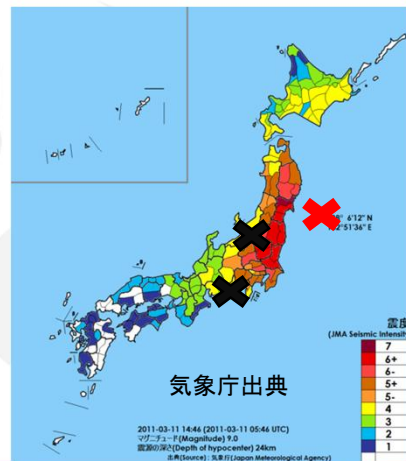 6'12" N
2°51'36" E
震度
(JMA Seismic Intensity
7
6+
6-
5+
5-
4
3
2
1
気象庁出典
2011-03-11 14:46 (2011-03-11 05:46 UTC)
マグニチュード(Magnitude) 9.0
震源の深さ(Depth of hypocenter) 24km
出典(Source) : 気象庁(Japan Meteorological Agency)